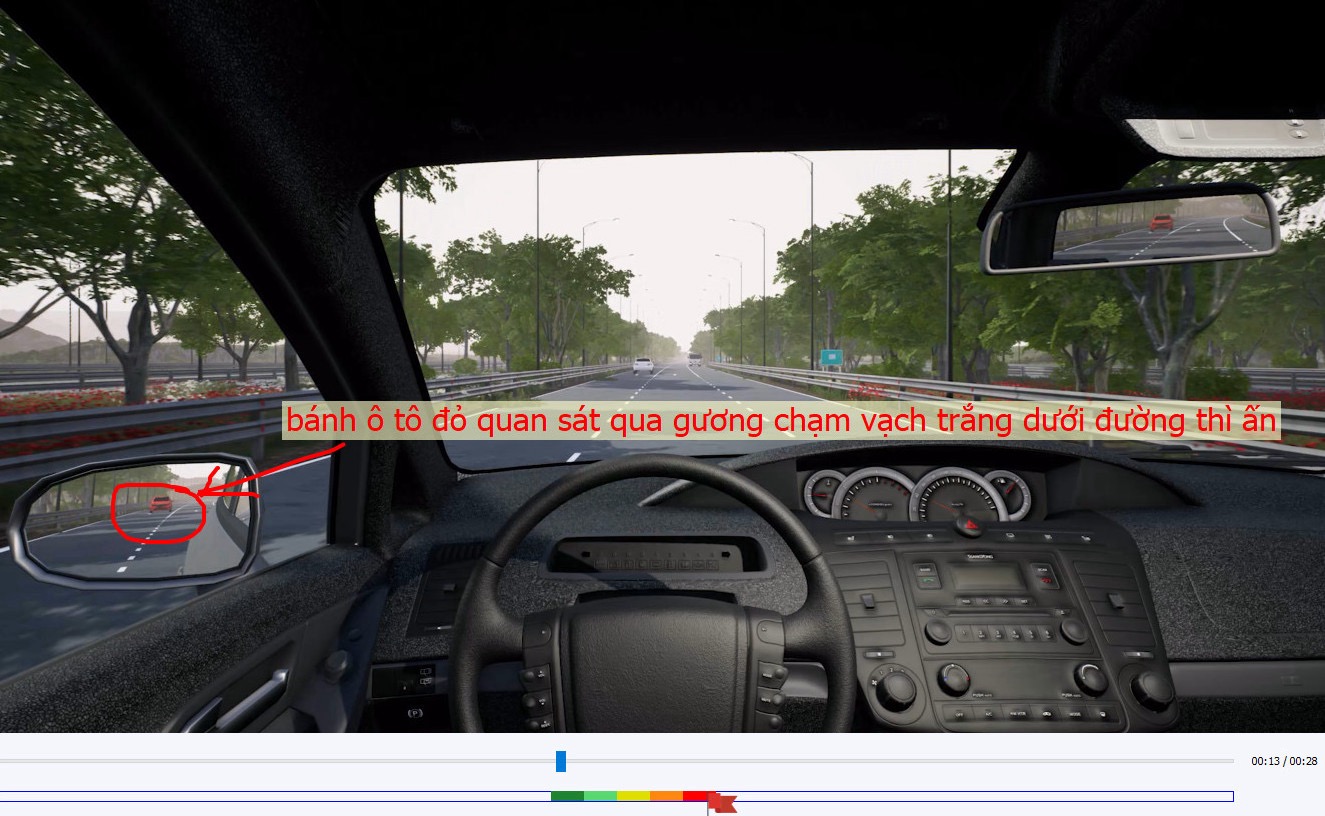 bánh ô tô đỏ quan sát qua gương chạm vạch trắng dưới đường thì ấn
00:13 / 00:28